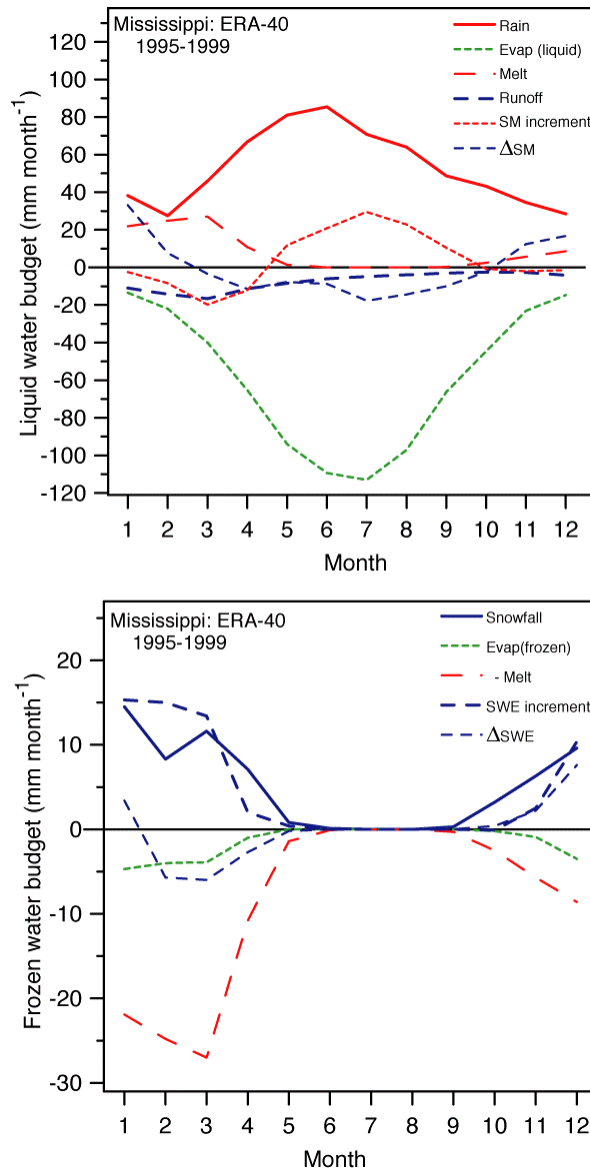 Mississippi: ERA-40
1995-1999
Rain
Evap (liquid)
Melt
Runoff
SM increment
ΔSM
Liquid water budget (mm month⁻¹)
120
100
80
60
40
20
0
-20
-40
-60
-80
-100
-120
1 2 3 4 5 6 7 8 9 10 11 12
Month
Mississippi: ERA-40
1995-1999
Snowfall
Evap(frozen)
- Melt
SWE increment
ΔSWE
Frozen water budget (mm month⁻¹)
20
10
0
-10
-20
-30
1 2 3 4 5 6 7 8 9 10 11 12
Month